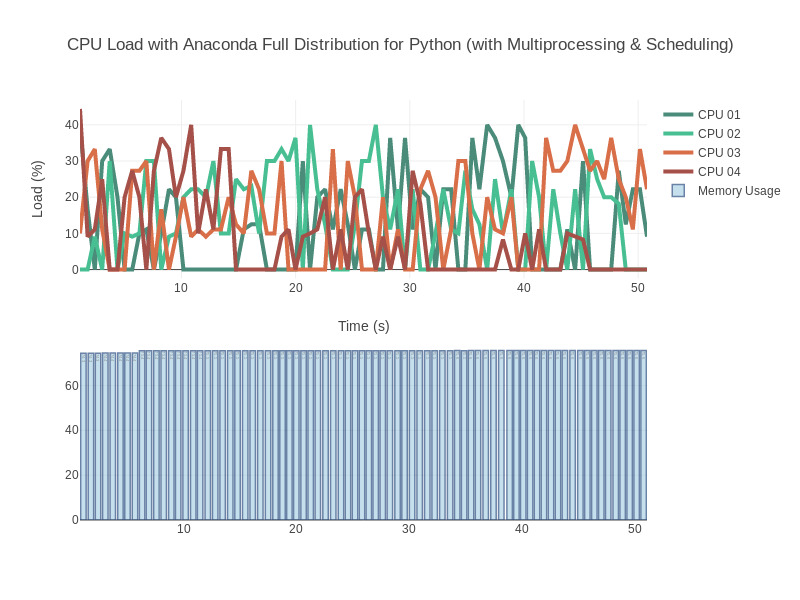 CPU Load with Anaconda Full Distribution for Python (with Multiprocessing & Scheduling)
CPU 01
CPU 02
CPU 03
CPU 04
Memory Usage
Load (%)
40
30
20
10
0
10 20 30 40 50
Time (s)
60
40
20
0
10 20 30 40 50